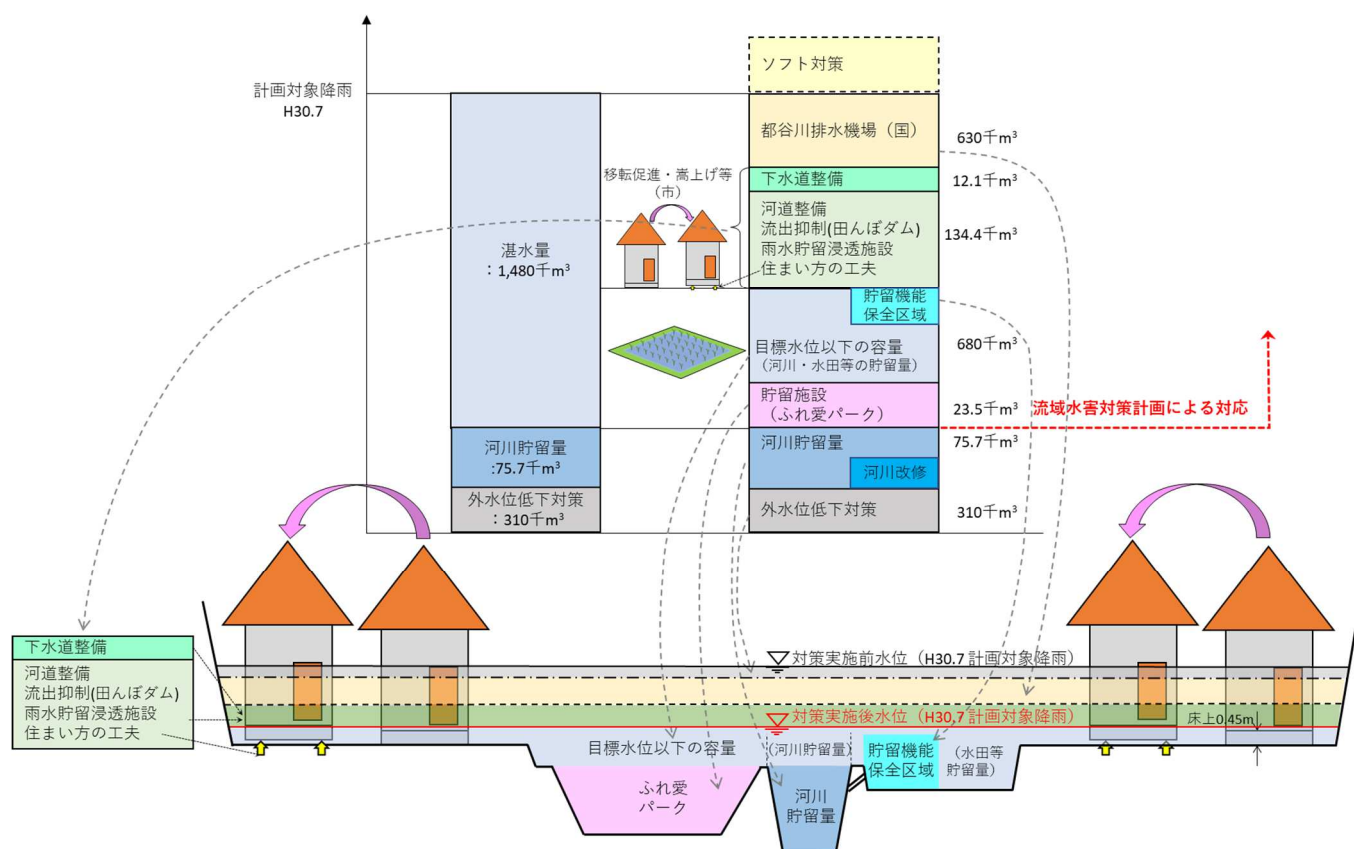 ソフト対策
計画対象降雨
H30.7
都谷川排水機場（国）
630千m³
移転促進・嵩上げ等
（市）
下水道整備
12.1千m³
河道整備
流出抑制(田んぼダム)
雨水貯留浸透施設
住まい方の工夫
134.4千m³
湛水量
：1,480千m³
貯留機能
保全区域
目標水位以下の容量
（河川・水田等の貯留量）
680千m³
貯留施設
（ふれ愛パーク）
23.5千m³
流域水害対策計画による対応
河川貯留量
:75.7千m³
河川貯留量
75.7千m³
河川改修
外水位低下対策
：310千m³
外水位低下対策
310千m³
下水道整備
河道整備
流出抑制(田んぼダム)
雨水貯留浸透施設
住まい方の工夫
対策実施前水位（H30.7 計画対象降雨）
対策実施後水位（H30.7 計画対象降雨）
床上0.45m
目標水位以下の容量
（河川貯留量）
貯留機能
保全区域
（水田等
貯留量）
ふれ愛
パーク
河川
貯留量